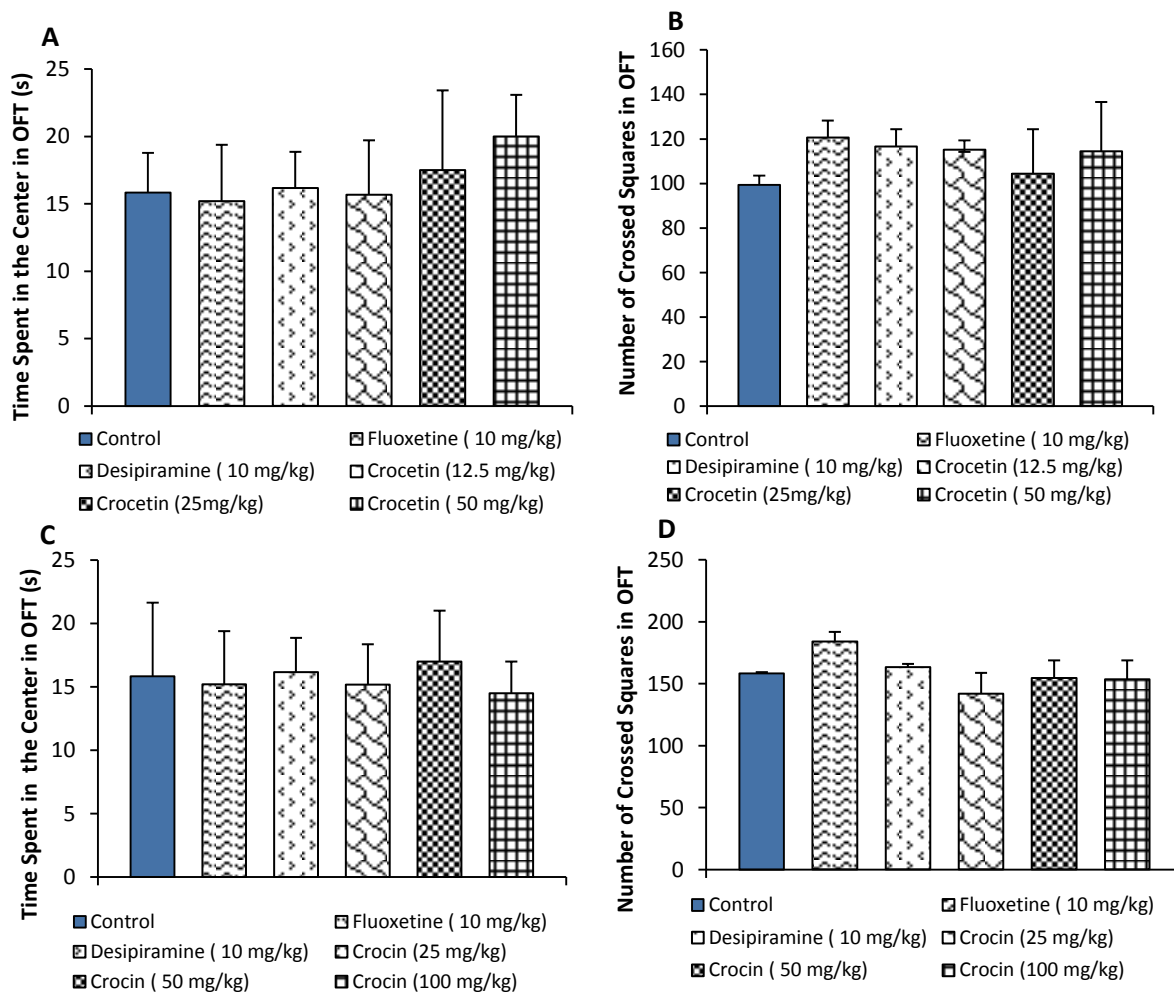 A
Time Spent in the Center in OFT (s)
25
20
15
10
5
0
Control
Fluoxetine ( 10 mg/kg)
Desipiramine ( 10 mg/kg)
Crocetin (12.5 mg/kg)
Crocetin (25mg/kg)
Crocetin ( 50 mg/kg)
B
Number of Crossed Squares in OFT
160
140
120
100
80
60
40
20
0
Control
Fluoxetine ( 10 mg/kg)
Desipiramine ( 10 mg/kg)
Crocetin (12.5 mg/kg)
Crocetin (25mg/kg)
Crocetin ( 50 mg/kg)
C
Time Spent in the Center in OFT (s)
25
20
15
10
5
0
Control
Fluoxetine ( 10 mg/kg)
Desipiramine ( 10 mg/kg)
Crocin (25 mg/kg)
Crocin ( 50 mg/kg)
Crocin (100 mg/kg)
D
Number of Crossed Squares in OFT
250
200
150
100
50
0
Control
Fluoxetine ( 10 mg/kg)
Desipiramine ( 10 mg/kg)
Crocin (25 mg/kg)
Crocin ( 50 mg/kg)
Crocin (100 mg/kg)